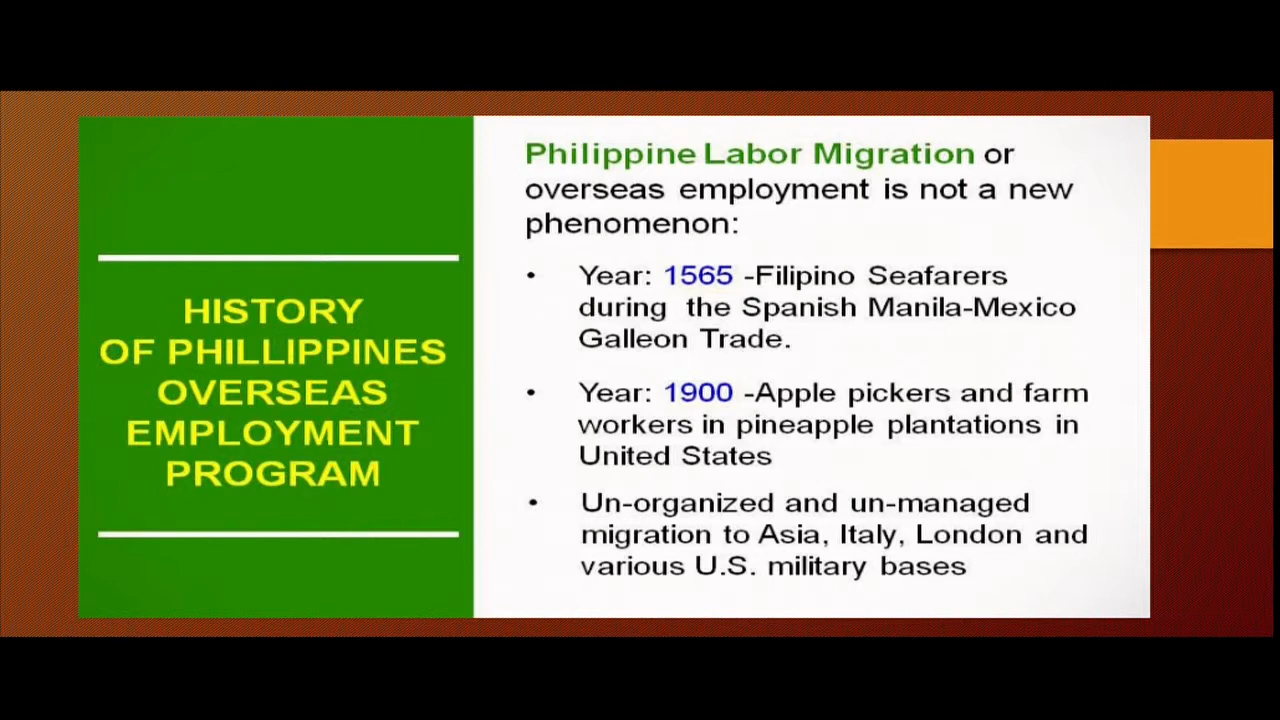 HISTORY
OF PHILLIPPINES
OVERSEAS
EMPLOYMENT
PROGRAM
Philippine Labor Migration or
overseas employment is not a new
phenomenon:
• Year: 1565 -Filipino Seafarers
during the Spanish Manila-Mexico
Galleon Trade.
• Year: 1900 -Apple pickers and farm
workers in pineapple plantations in
United States
• Un-organized and un-managed
migration to Asia, Italy, London and
various U.S. military bases